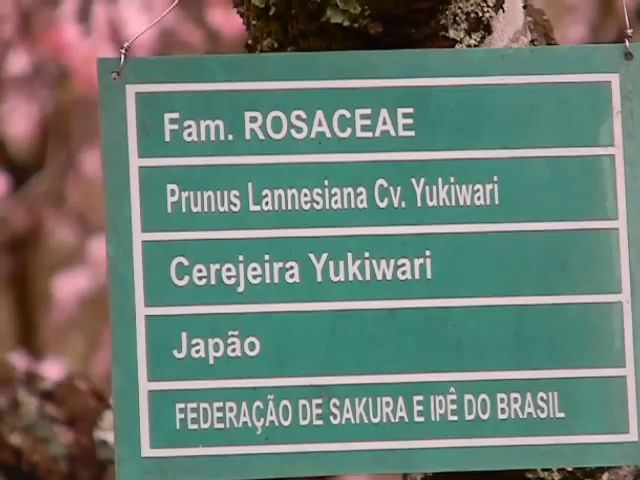 Fam. ROSACEAE
Prunus Lannesiana Cv. Yukiwari
Cerejeira Yukiwari
Japão
FEDERAÇÃO DE SAKURA E IPÊ DO BRASIL